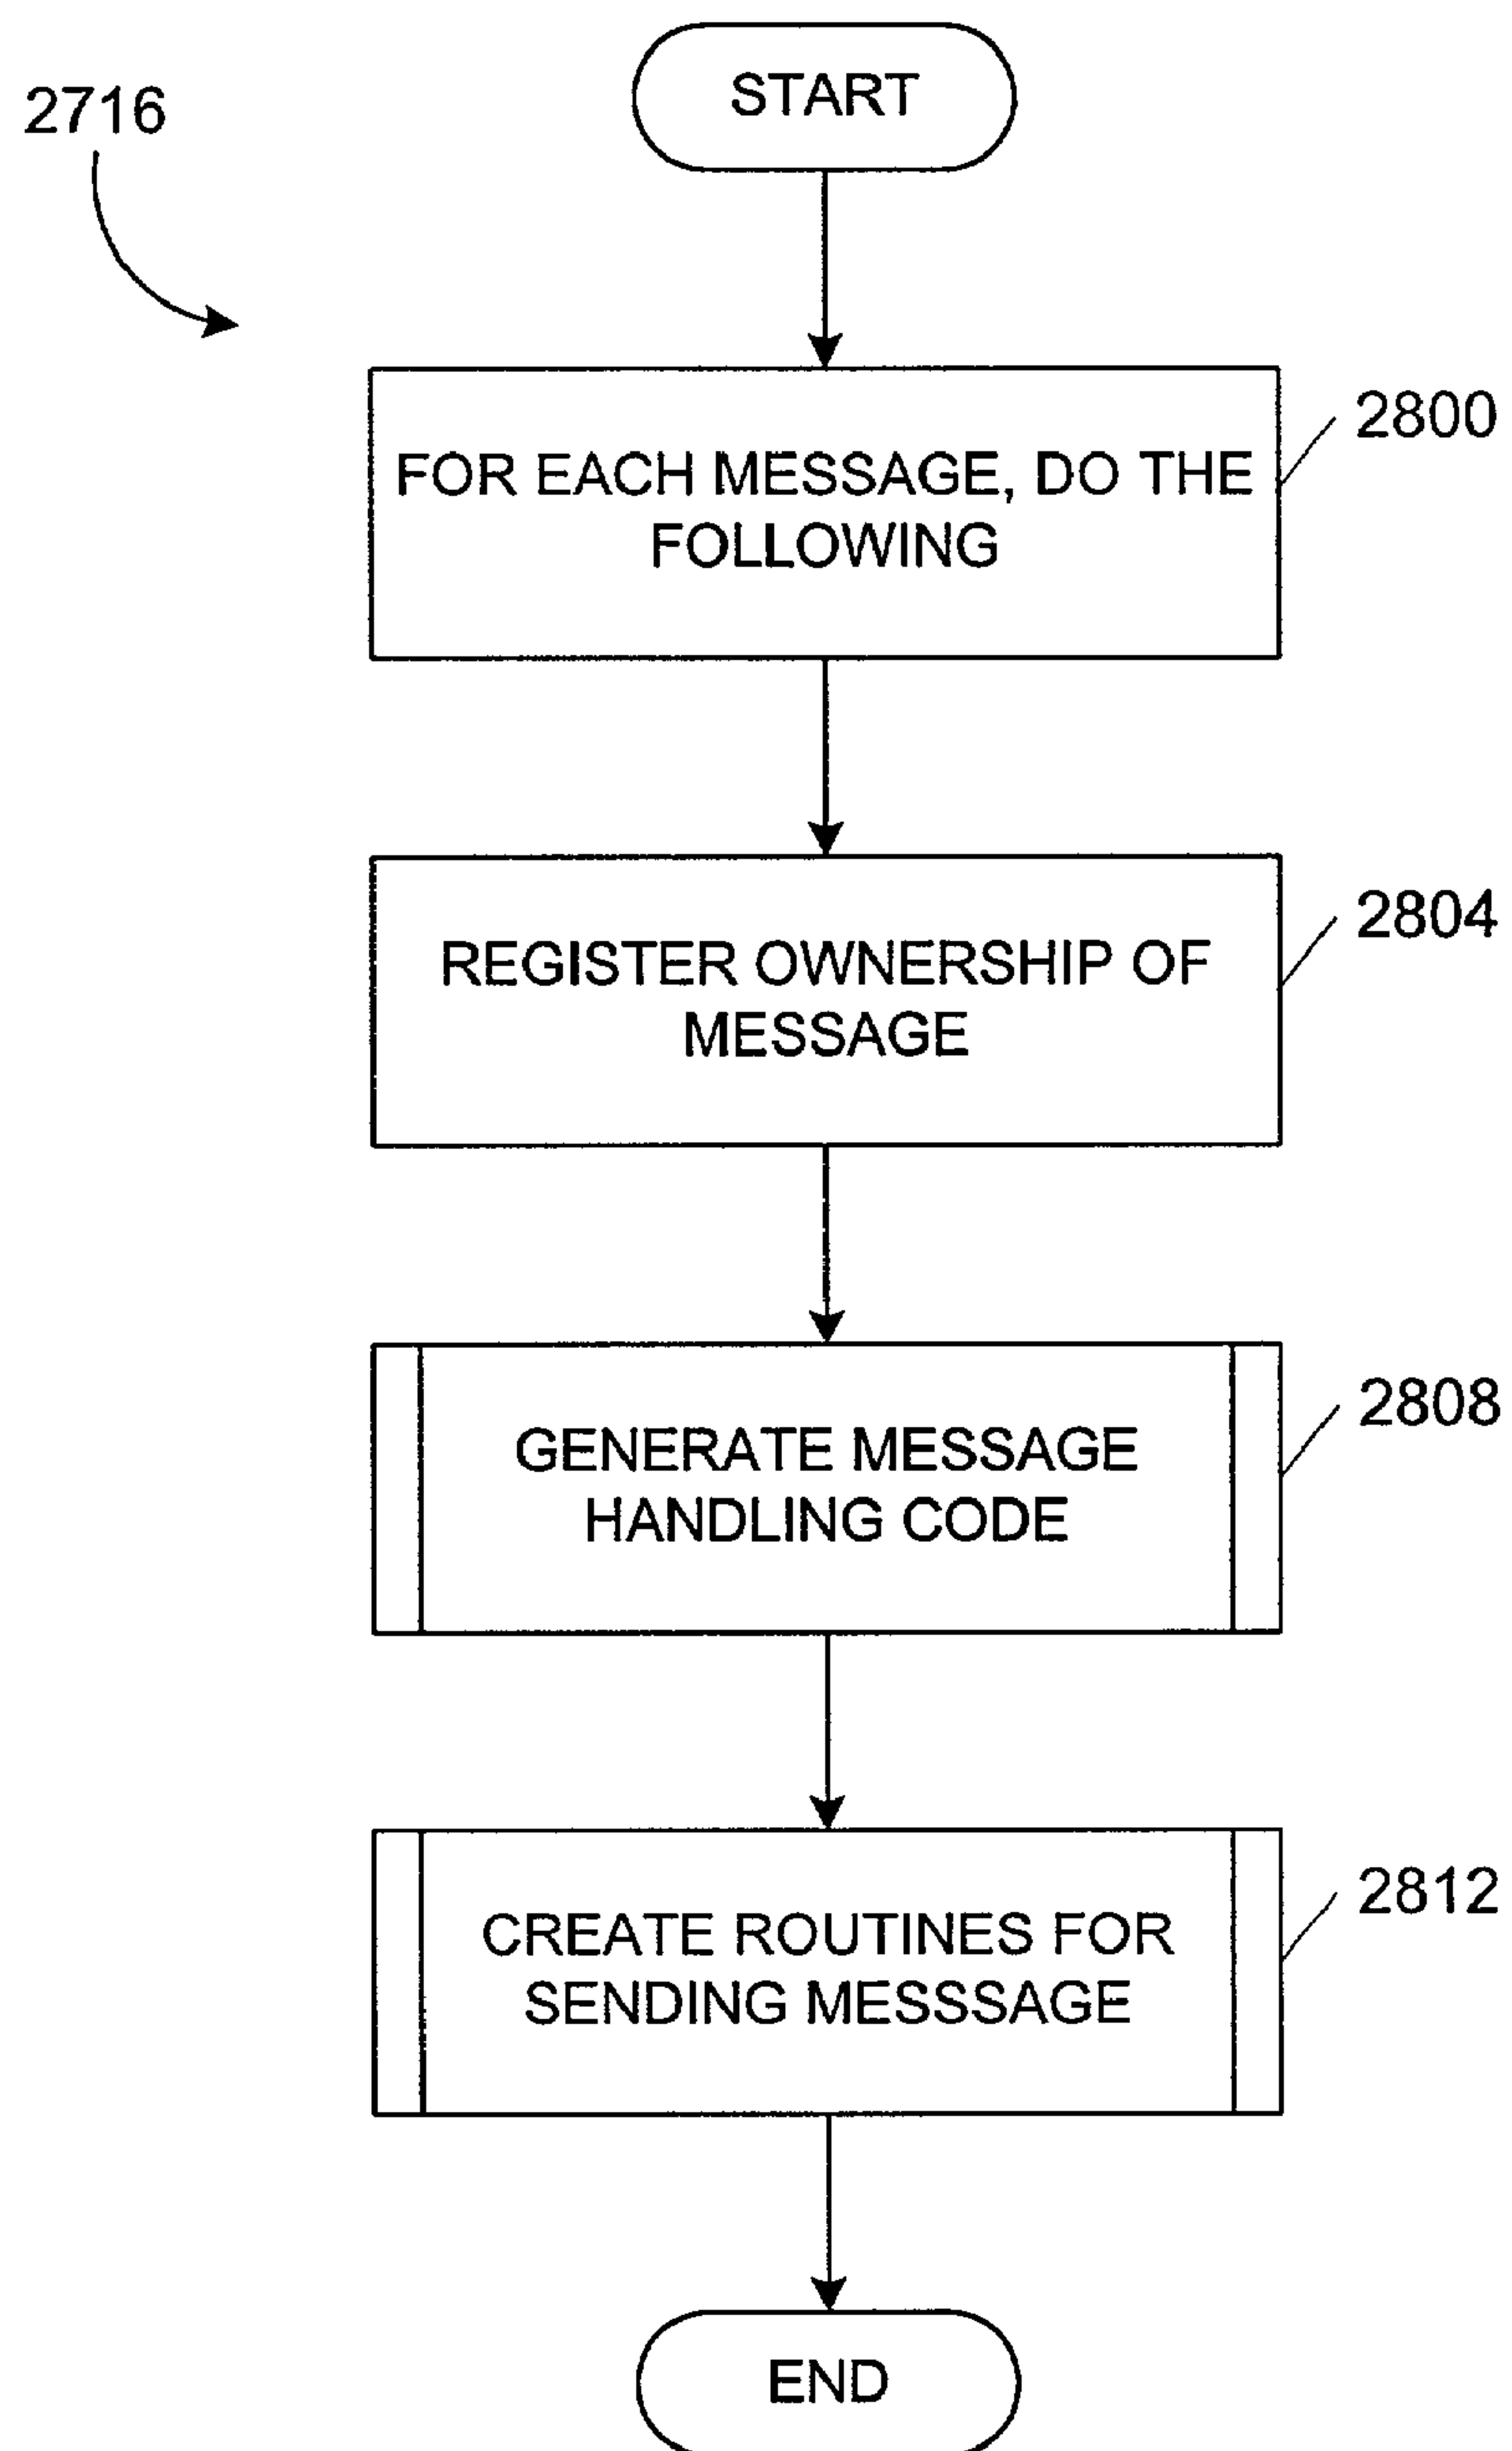 START
2716
2800
FOR EACH MESSAGE, DO THE
FOLLOWING
2804
REGISTER OWNERSHIP OF
MESSAGE
2808
GENERATE MESSAGE
HANDLING CODE
2812
CREATE ROUTINES FOR
SENDING MESSSAGE
END